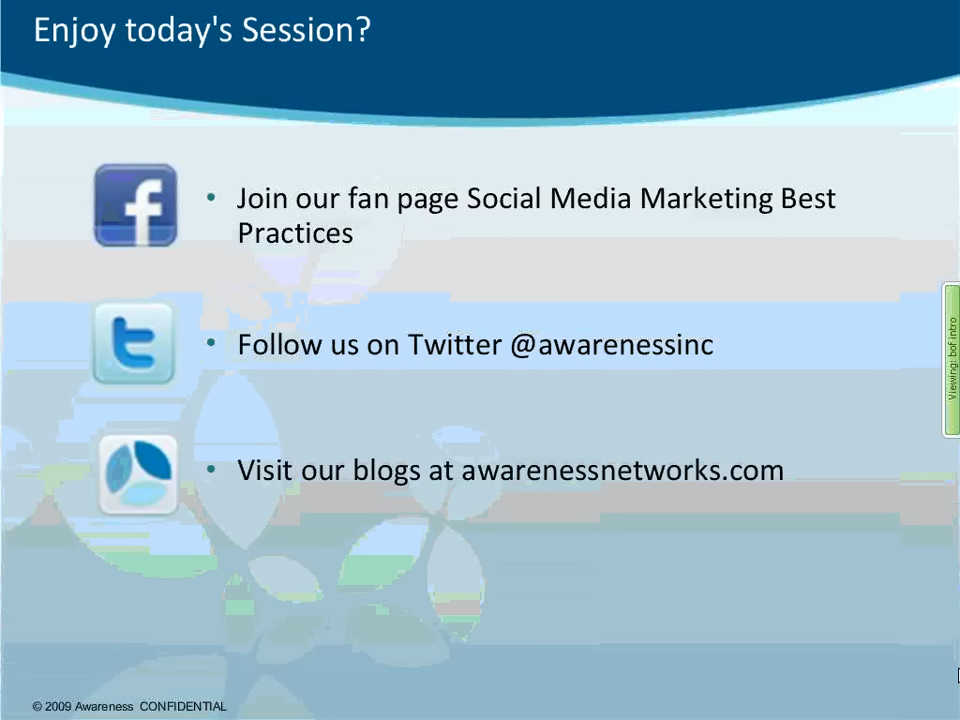 Enjoy today's Session?
• Join our fan page Social Media Marketing Best
Practices
• Follow us on Twitter @awarenessinc
• Visit our blogs at awarenessnetworks.com
Viewing: bof intro
© 2009 Awareness CONFIDENTIAL